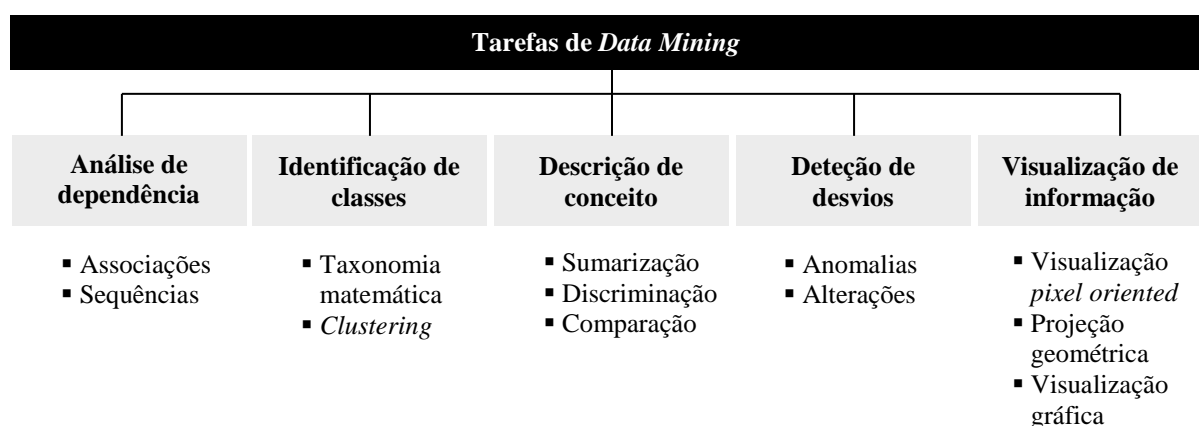 Tarefas de Data Mining
Análise de
dependência
▪ Associações
▪ Sequências
Identificação de
classes
▪ Taxonomia
matemática
▪ Clustering
Descrição de
conceito
▪ Sumarização
▪ Discriminação
▪ Comparação
Deteção de
desvios
▪ Anomalias
▪ Alterações
Visualização de
informação
▪ Visualização
pixel oriented
▪ Projeção
geométrica
▪ Visualização
gráfica